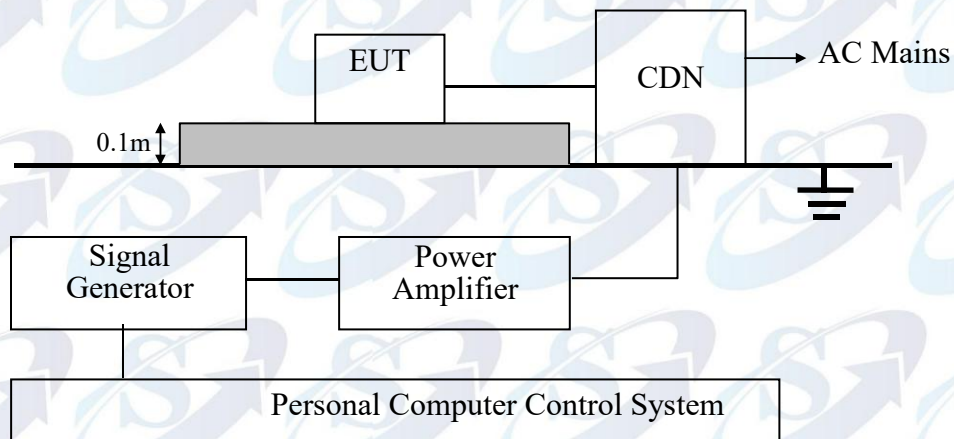 EUT
CDN
AC Mains
0.1m
Signal
Generator
Power
Amplifier
Personal Computer Control System